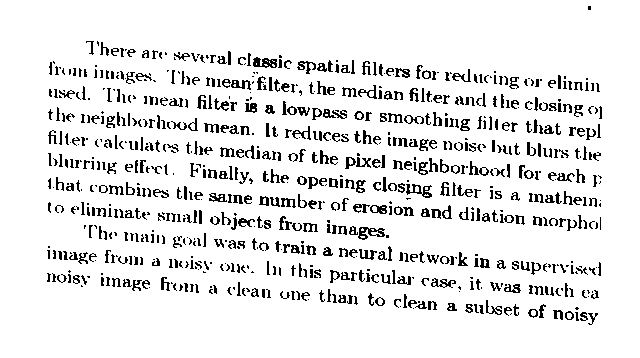 There are several classic spatial filters for reducing or elimin
from images. The mean filter, the median filter and the closing op
used. The mean filter is a lowpass or smoothing filter that repl
the neighborhood mean. It reduces the image noise but blurs the
filter calculates the median of the pixel neighborhood for each p
blurring effect. Finally, the opening closing filter is a mathema
that combines the same number of erosion and dilation morphol
to eliminate small objects from images.
The main goal was to train a neural network in a supervised
image from a noisy one. In this particular case, it was much ea
noisy image from a clean one than to clean a subset of noisy